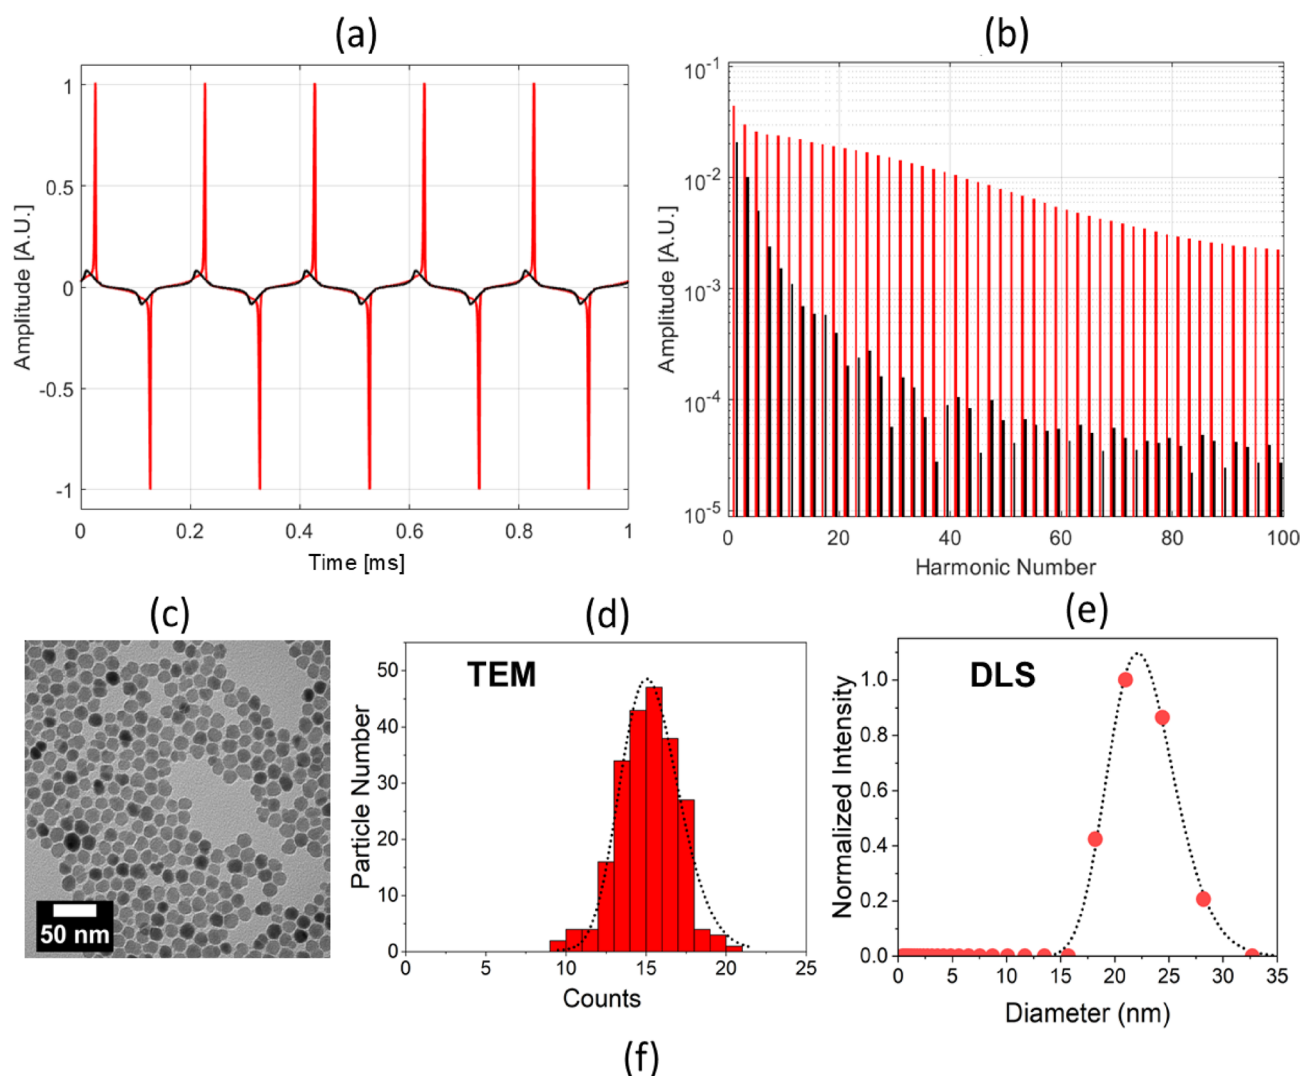 (a)
(b)
1
0.5
0
-0.5
-1
Amplitude [A.U.]
0
0.2
0.4
0.6
0.8
1
Time [ms]
10-1
10-2
10-3
10-4
10-5
Amplitude [A.U.]
0
20
40
60
80
100
Harmonic Number
(c)
(d)
(e)
50 nm
TEM
50
40
30
20
10
0
Particle Number
0
5
10
15
20
25
Counts
DLS
1.0
0.8
0.6
0.4
0.2
0.0
Normalized Intensity
0
5
10
15
20
25
30
35
Diameter (nm)
(f)